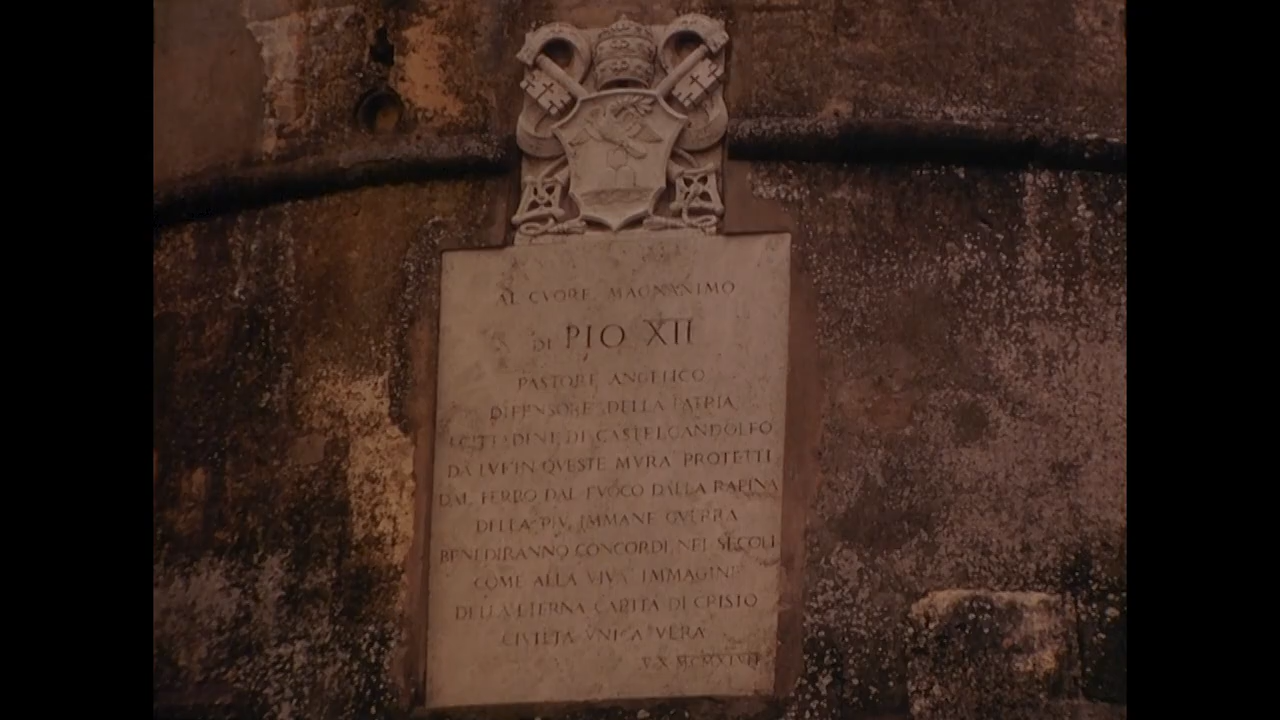 AL CVORE MAGNANIMO
DI PIO XII
PASTORE ANGELICO
DIFENSORE DELLA PATRIA
I CITTADINI DI CASTELGANDOLFO
DA LVI IN QVESTE MVRA PROTETTI
DAL FERRO DAL FVOCO DALLA RAPINA
DELLA PIV IMMANE GVERRA
BENEDIRANNO CONCORDI NEI SECOLI
COME ALLA VIVA IMMAGINE
DELLA ETERNA CARITA DI CRISTO
CIVILTA VNICA VERA